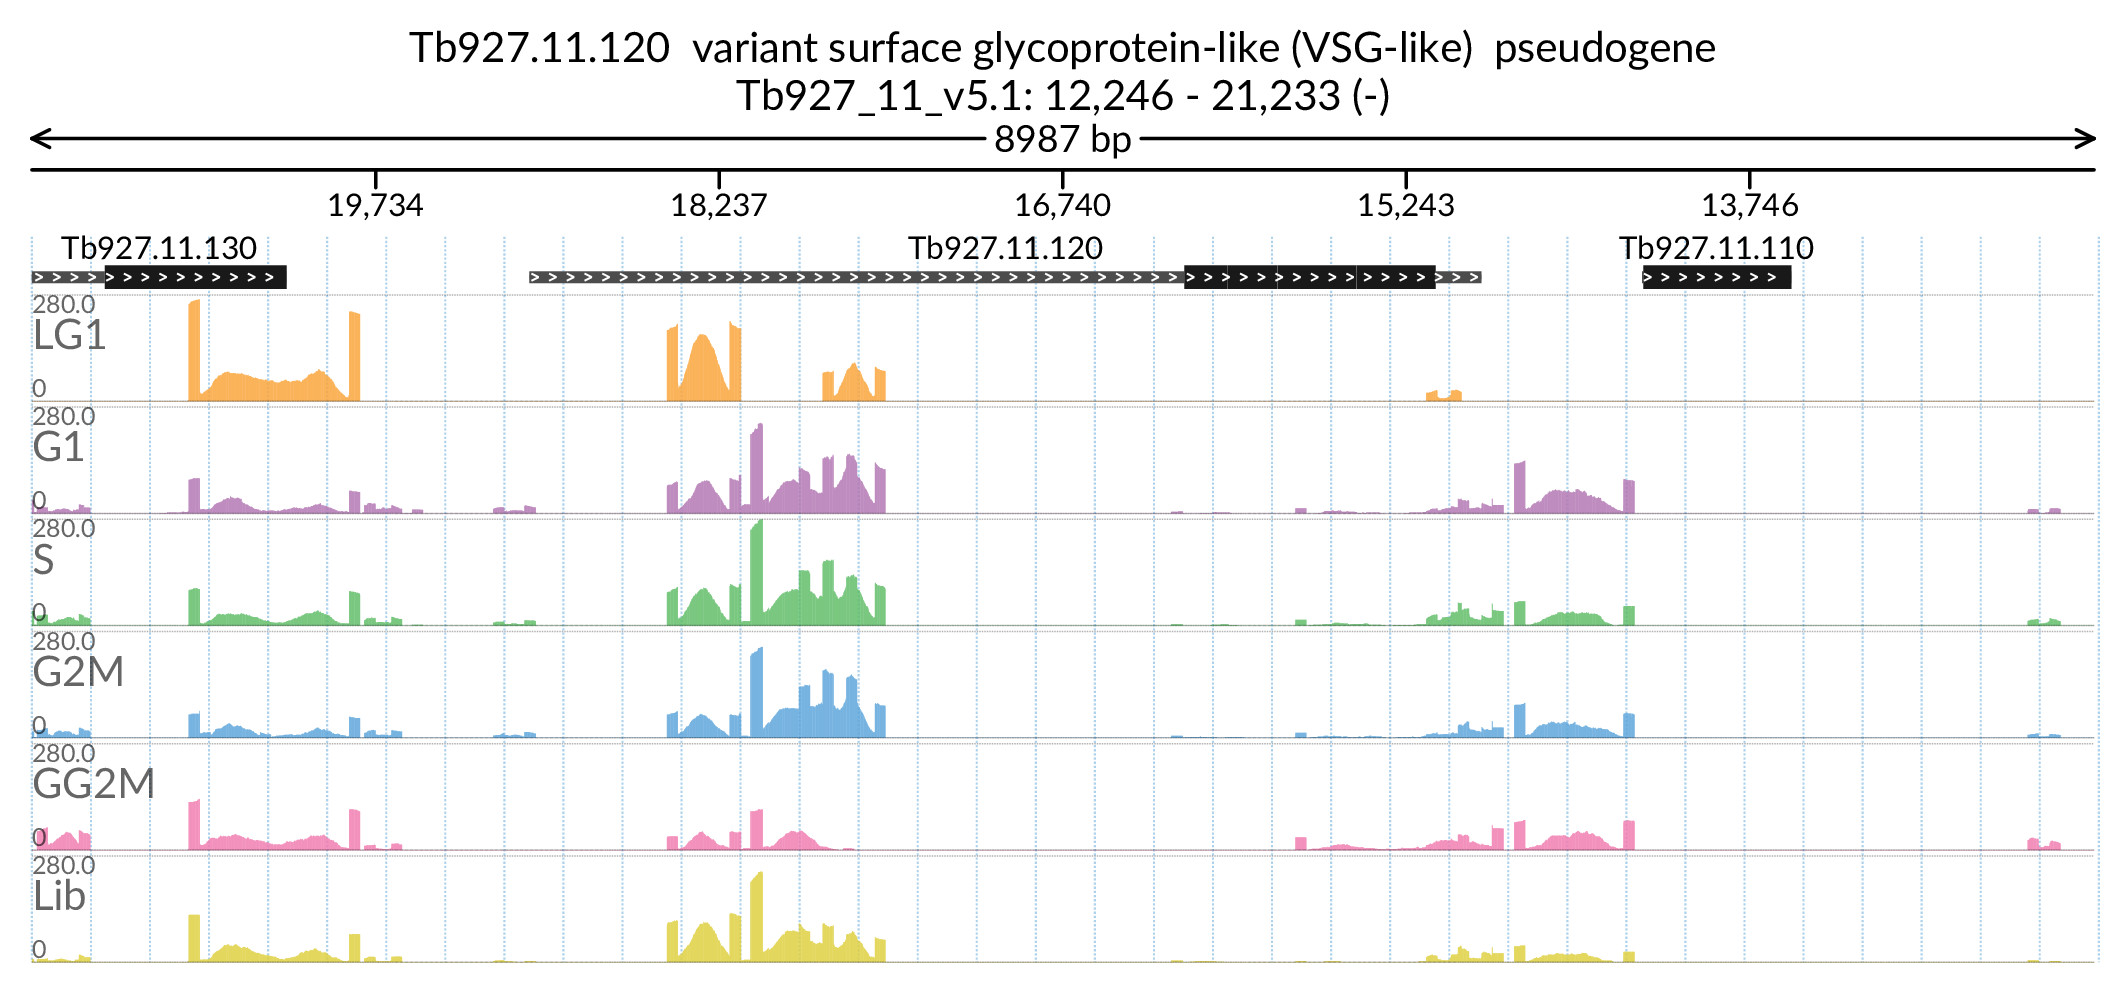 Tb927.11.120 variant surface glycoprotein-like (VSG-like) pseudogene
Tb927_11_v5.1: 12,246 - 21,233 (-)
8987 bp
19,734 18,237 16,740 15,243 13,746
Tb927.11.130 Tb927.11.120 Tb927.11.110
280.0
LG1
0
280.0
G1
0
280.0
S
0
280.0
G2M
0
280.0
GG2M
0
280.0
Lib
0